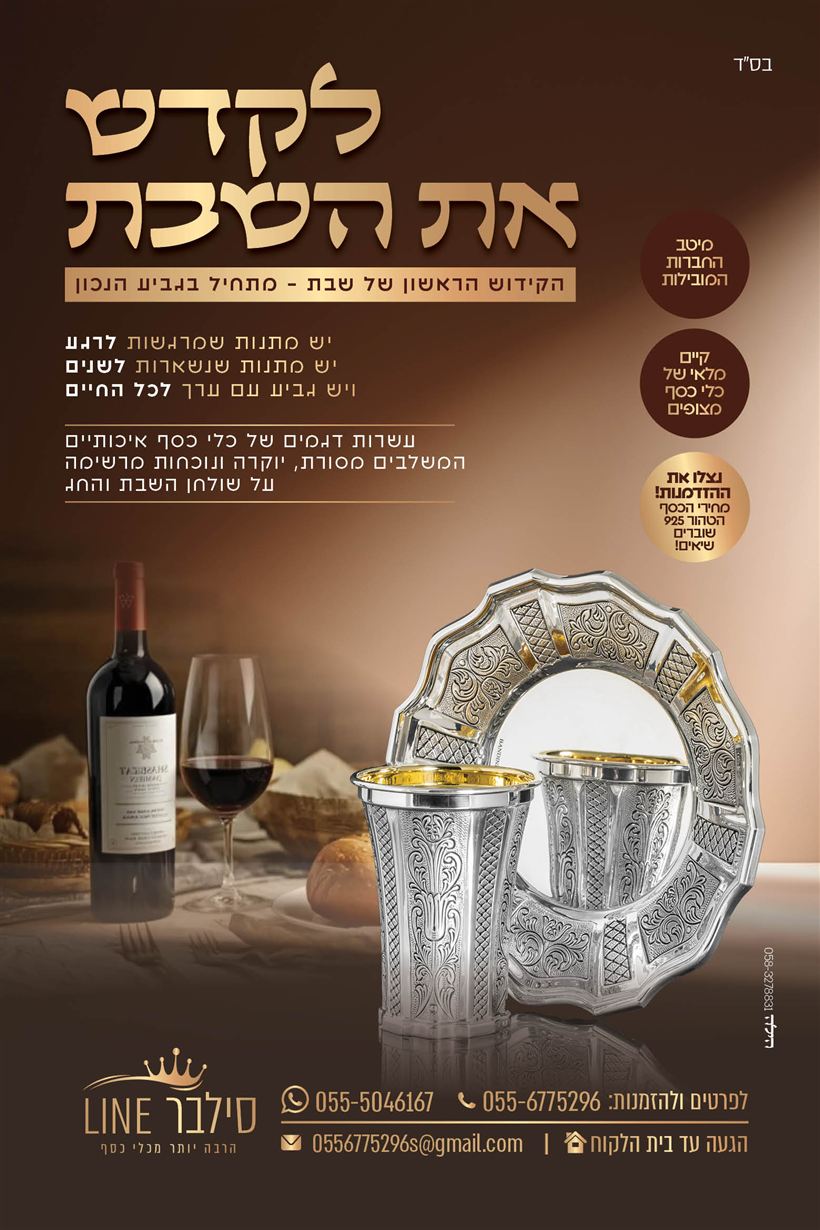 בס"ד
לקדש
את השבת
הקידוש הראשון של שבת - מתחיל בגביע הנכון
יש מתנות שמרגשות לרגע
יש מתנות שנשארות לשנים
ויש גביע עם ערך לכל החיים
עשרות דגמים של כלי כסף איכותיים
המשלבים מסורת, יוקרה ונוכחות מרשימה
על שולחן השבת והחג
מיטב
החברות
המובילות
קיים
מלאי של
כלי כסף
מצופים
נצלו את
ההזדמנות!
מחירי הכסף
הטהור 925
שוברים
שיאים!
הילה 058-3278831
סילבר LINE
הרבה יותר מכלי כסף
לפרטים ולהזמנות: 055-6775296 055-5046167
הגעה עד בית הלקוח | 0556775296s@gmail.com